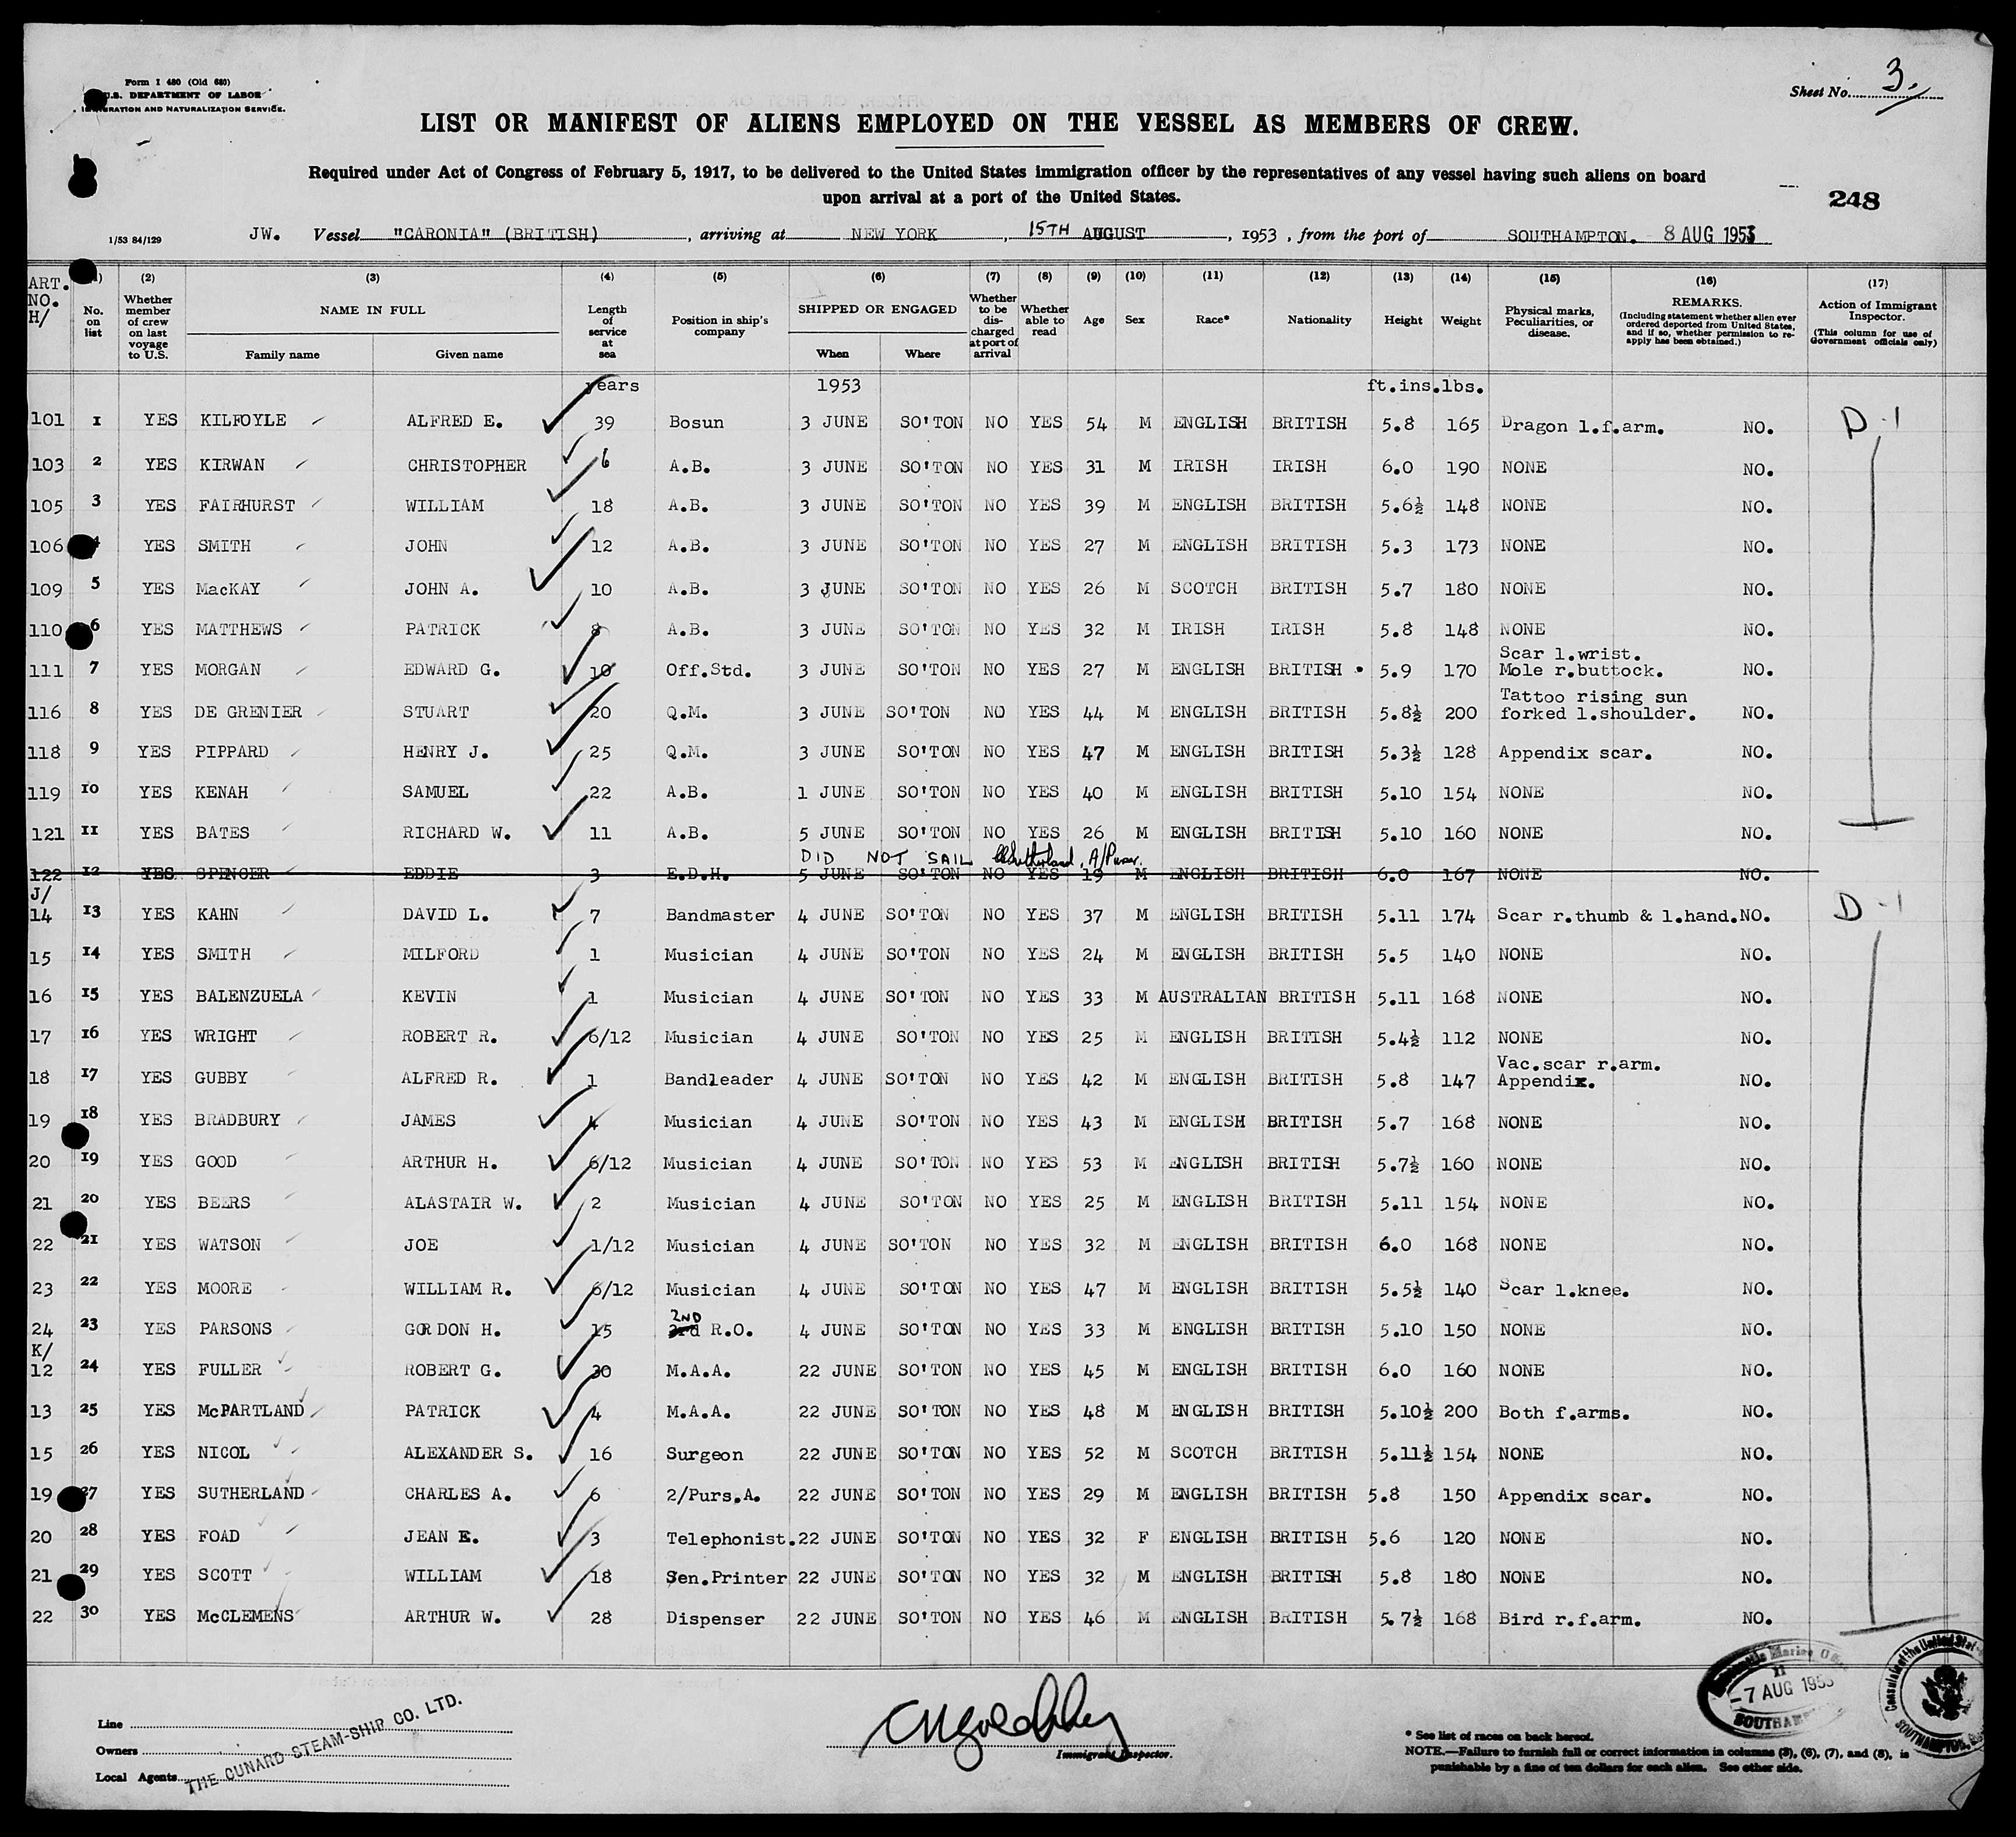 Form I 480 (Old 680)
U.S. DEPARTMENT OF LABOR
IMMIGRATION AND NATURALIZATION SERVICE.
Sheet No. 3.
LIST OR MANIFEST OF ALIENS EMPLOYED ON THE VESSEL AS MEMBERS OF CREW.
Required under Act of Congress of February 5, 1917, to be delivered to the United States immigration officer by the representatives of any vessel having such aliens on board
upon arrival at a port of the United States.
248
1/53 84/129 JW. Vessel "CARONIA" (BRITISH), arriving at NEW YORK, 15TH AUGUST, 1953, from the port of SOUTHAMPTON. 8 AUG 1953
ART. NO. H/ (1) No. on list (2) Whether member of crew on last voyage to U.S. (3) NAME IN FULL Family name Given name (4) Length of service at sea (5) Position in ship's company (6) SHIPPED OR ENGAGED When Where (7) Whether to be discharged at port of arrival (8) Whether able to read (9) Age (10) Sex (11) Race* (12) Nationality (13) Height (14) Weight (15) Physical marks, Peculiarities, or disease. (16) REMARKS. (Including statement whether alien ever ordered deported from United States, and if so, whether permission to re-apply has been obtained.) (17) Action of Immigrant Inspector. (This column for use of Government officials only)
years 1953 ft.ins.lbs.
101 1 YES KILFOYLE ALFRED E. 39 Bosun 3 JUNE SO'TON NO YES 54 M ENGLISH BRITISH 5.8 165 Dragon l.f.arm. NO. D-1
103 2 YES KIRWAN CHRISTOPHER 6 A.B. 3 JUNE SO'TON NO YES 31 M IRISH IRISH 6.0 190 NONE NO.
105 3 YES FAIRHURST WILLIAM 18 A.B. 3 JUNE SO'TON NO YES 39 M ENGLISH BRITISH 5.6½ 148 NONE NO.
106 4 YES SMITH JOHN 12 A.B. 3 JUNE SO'TON NO YES 27 M ENGLISH BRITISH 5.3 173 NONE NO.
109 5 YES MacKAY JOHN A. 10 A.B. 3 JUNE SO'TON NO YES 26 M SCOTCH BRITISH 5.7 180 NONE NO.
110 6 YES MATTHEWS PATRICK 8 A.B. 3 JUNE SO'TON NO YES 32 M IRISH IRISH 5.8 148 NONE NO.
111 7 YES MORGAN EDWARD G. 10 Off.Std. 3 JUNE SO'TON NO YES 27 M ENGLISH BRITISH 5.9 170 Scar l.wrist. Mole r.buttock. NO.
116 8 YES DE GRENIER STUART 20 Q.M. 3 JUNE SO'TON NO YES 44 M ENGLISH BRITISH 5.8½ 200 Tattoo rising sun forked l.shoulder. NO.
118 9 YES PIPPARD HENRY J. 25 Q.M. 3 JUNE SO'TON NO YES 47 M ENGLISH BRITISH 5.3½ 128 Appendix scar. NO.
119 10 YES KENAH SAMUEL 22 A.B. 1 JUNE SO'TON NO YES 40 M ENGLISH BRITISH 5.10 154 NONE NO.
121 11 YES BATES RICHARD W. 11 A.B. 5 JUNE SO'TON NO YES 26 M ENGLISH BRITISH 5.10 160 NONE NO.
DID NOT SAIL CASutherland, A/Purser.
122 12 YES SPENCER EDDIE 3 E.D.H. 5 JUNE SO'TON NO YES 19 M ENGLISH BRITISH 6.0 167 NONE NO.
J/
14 13 YES KAHN DAVID L. 7 Bandmaster 4 JUNE SO'TON NO YES 37 M ENGLISH BRITISH 5.11 174 Scar r.thumb & l.hand. NO. D-1
15 14 YES SMITH MILFORD 1 Musician 4 JUNE SO'TON NO YES 24 M ENGLISH BRITISH 5.5 140 NONE NO.
16 15 YES BALENZUELA KEVIN 1 Musician 4 JUNE SO'TON NO YES 33 M AUSTRALIAN BRITISH 5.11 168 NONE NO.
17 16 YES WRIGHT ROBERT R. 6/12 Musician 4 JUNE SO'TON NO YES 25 M ENGLISH BRITISH 5.4½ 112 NONE NO.
18 17 YES GUBBY ALFRED R. 1 Bandleader 4 JUNE SO'TON NO YES 42 M ENGLISH BRITISH 5.8 147 Vac.scar r.arm. Appendix. NO.
19 18 YES BRADBURY JAMES 4 Musician 4 JUNE SO'TON NO YES 43 M ENGLISH BRITISH 5.7 168 NONE NO.
20 19 YES GOOD ARTHUR H. 6/12 Musician 4 JUNE SO'TON NO YES 53 M ENGLISH BRITISH 5.7½ 160 NONE NO.
21 20 YES BEERS ALASTAIR W. 2 Musician 4 JUNE SO'TON NO YES 25 M ENGLISH BRITISH 5.11 154 NONE NO.
22 21 YES WATSON JOE 1/12 Musician 4 JUNE SO'TON NO YES 32 M ENGLISH BRITISH 6.0 168 NONE NO.
23 22 YES MOORE WILLIAM R. 6/12 Musician 4 JUNE SO'TON NO YES 47 M ENGLISH BRITISH 5.5½ 140 Scar l.knee. NO.
24 23 YES PARSONS GORDON H. 15 2ND 3rd R.O. 4 JUNE SO'TON NO YES 33 M ENGLISH BRITISH 5.10 150 NONE NO.
K/
12 24 YES FULLER ROBERT G. 30 M.A.A. 22 JUNE SO'TON NO YES 45 M ENGLISH BRITISH 6.0 160 NONE NO.
13 25 YES McPARTLAND PATRICK 4 M.A.A. 22 JUNE SO'TON NO YES 48 M ENGLISH BRITISH 5.10½ 200 Both f.arms. NO.
15 26 YES NICOL ALEXANDER S. 16 Surgeon 22 JUNE SO'TON NO YES 52 M SCOTCH BRITISH 5.11½ 154 NONE NO.
19 27 YES SUTHERLAND CHARLES A. 6 2/Purs.A. 22 JUNE SO'TON NO YES 29 M ENGLISH BRITISH 5.8 150 Appendix scar. NO.
20 28 YES FOAD JEAN E. 3 Telephonist. 22 JUNE SO'TON NO YES 32 F ENGLISH BRITISH 5.6 120 NONE NO.
21 29 YES SCOTT WILLIAM 18 Sen.Printer 22 JUNE SO'TON NO YES 32 M ENGLISH BRITISH 5.8 180 NONE NO.
22 30 YES McCLEMENS ARTHUR W. 28 Dispenser 22 JUNE SO'TON NO YES 46 M ENGLISH BRITISH 5.7½ 168 Bird r.f.arm. NO.
Line
Owners
Local Agents
THE CUNARD STEAM-SHIP CO. LTD.
Immigrant Inspector.
-7 AUG 1953
SOUTHAMPTON
Consulate of the United States
SOUTHAMPTON
* See list of races on back hereof.
NOTE.—Failure to furnish full or correct information in columns (3), (6), (7), and (8), is
punishable by a fine of ten dollars for each alien. See other side.